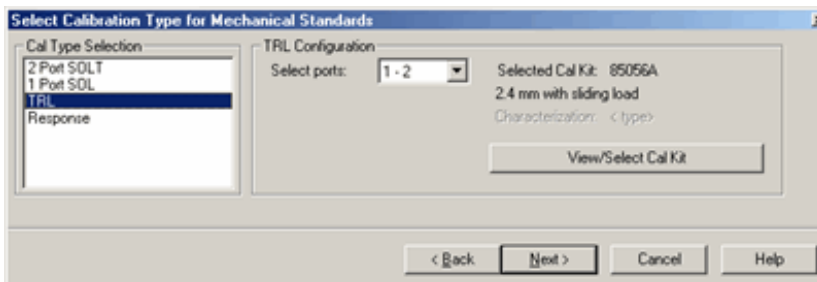 Select Calibration Type for Mechanical Standards
Cal Type Selection
2 Port SOLT
1 Port SOL
TRL
Response
TRL Configuration
Select ports:
1 - 2
Selected Cal Kit: 85056A
2.4 mm with sliding load
Characterization: <type>
View/Select Cal Kit
< Back
Next >
Cancel
Help